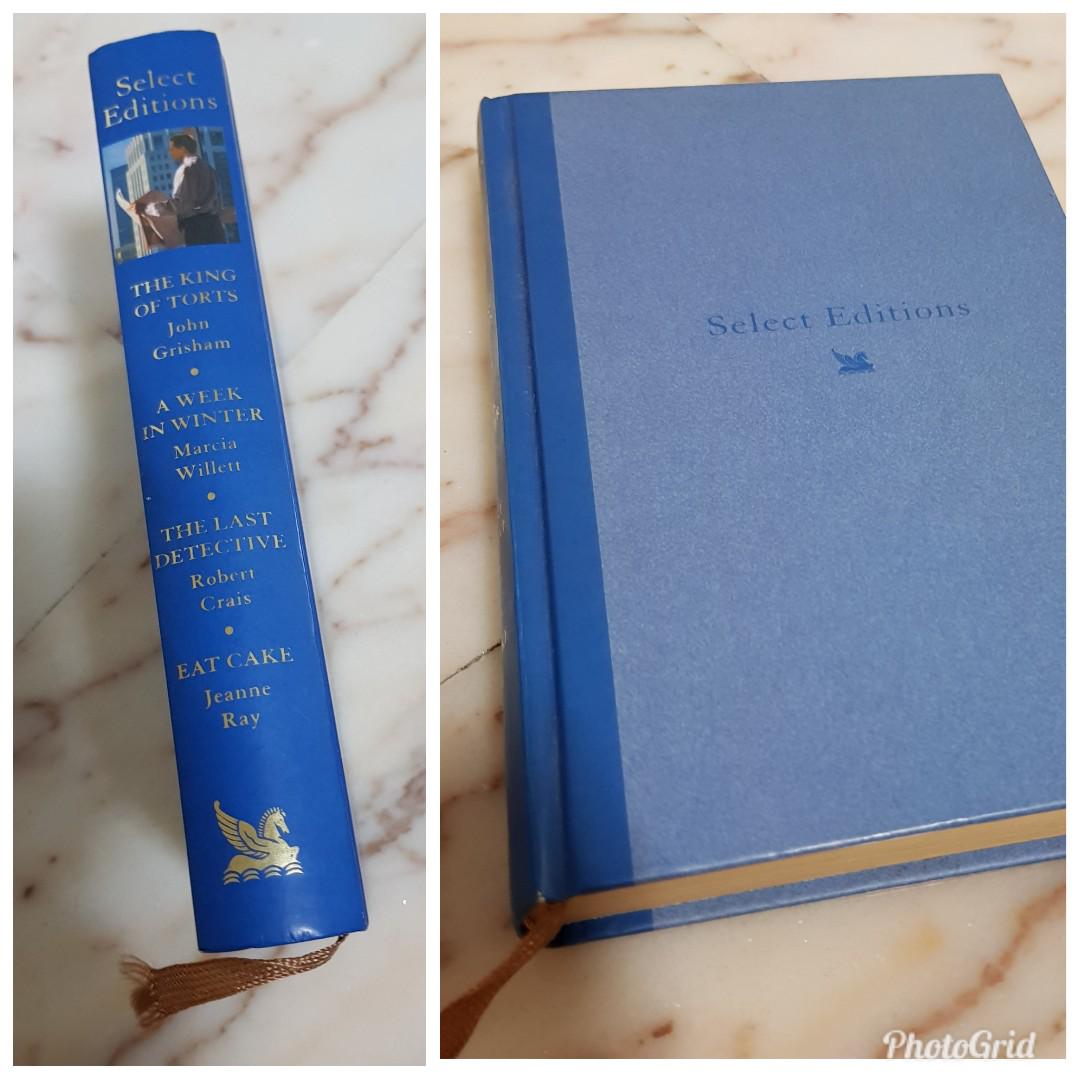 Select
Editions
THE KING
OF TORTS
John
Grisham
A WEEK
IN WINTER
Marcia
Willett
THE LAST
DETECTIVE
Robert
Crais
EAT CAKE
Jeanne
Ray
Select Editions
PhotoGrid